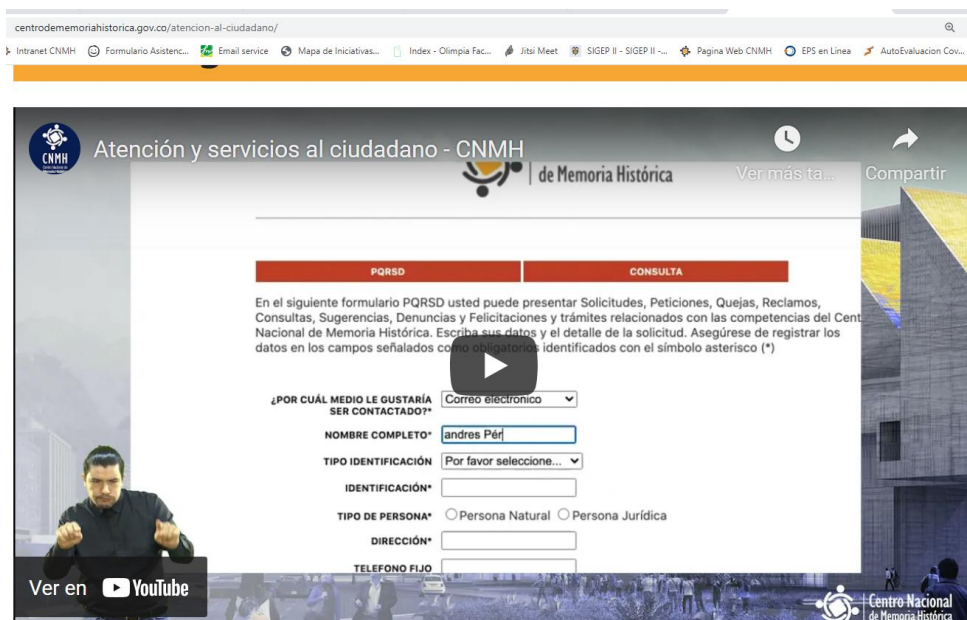 centrodememoriahistorica.gov.co/atencion-al-ciudadano/
Intranet CNMH Formulario Asistenc... Email service Mapa de Iniciativas... Index - Olimpia Fac... Jitsi Meet SIGEP II - SIGEP II -... Pagina Web CNMH EPS en Linea AutoEvaluacion Cov...
CNMH
Atención y servicios al ciudadano - CNMH
Ver más ta...
Compartir
de Memoria Histórica
PQRSD CONSULTA
En el siguiente formulario PQRSD usted puede presentar Solicitudes, Peticiones, Quejas, Reclamos,
Consultas, Sugerencias, Denuncias y Felicitaciones y trámites relacionados con las competencias del Cent
Nacional de Memoria Histórica. Escriba sus datos y el detalle de la solicitud. Asegúrese de registrar los
datos en los campos señalados como obligatorios identificados con el símbolo asterisco (*)
¿POR CUÁL MEDIO LE GUSTARÍA SER CONTACTADO?* Correo electrónico
NOMBRE COMPLETO* andres Pér
TIPO IDENTIFICACIÓN Por favor seleccione...
IDENTIFICACIÓN*
TIPO DE PERSONA* Persona Natural Persona Jurídica
DIRECCIÓN*
TELEFONO FIJO
Ver en YouTube
Centro Nacional
de Memoria Histórica